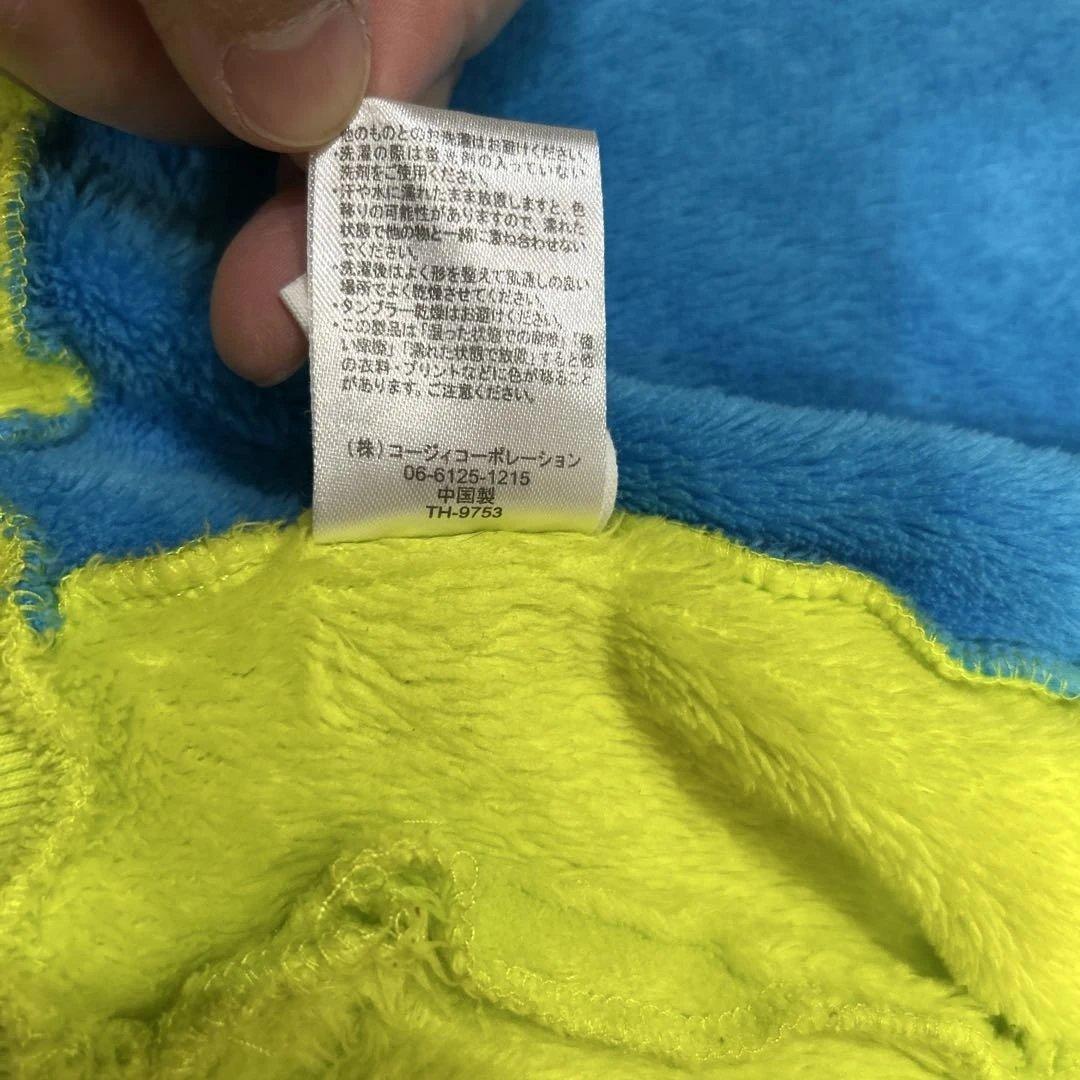 他のものとのお洗濯はお避けください。
・洗濯の際は蛍光剤の入っていない
洗剤をご使用ください。
・汗や水に濡れたまま放置しますと、色
移りの可能性がありますので、濡れた
状態で他の物と一緒に重ね合わせない
でください。
・洗濯後はよく形を整えて風通しの良い
場所でよく乾燥させてください。
・タンブラー乾燥はお避けください。
・この製品は「湿った状態での摩擦」「強
い摩擦」「濡れた状態で放置」すると他
の衣料・プリントなどに色が移ること
があります。ご注意ください。
(株)コージィコーポレーション
06-6125-1215
中国製
TH-9753